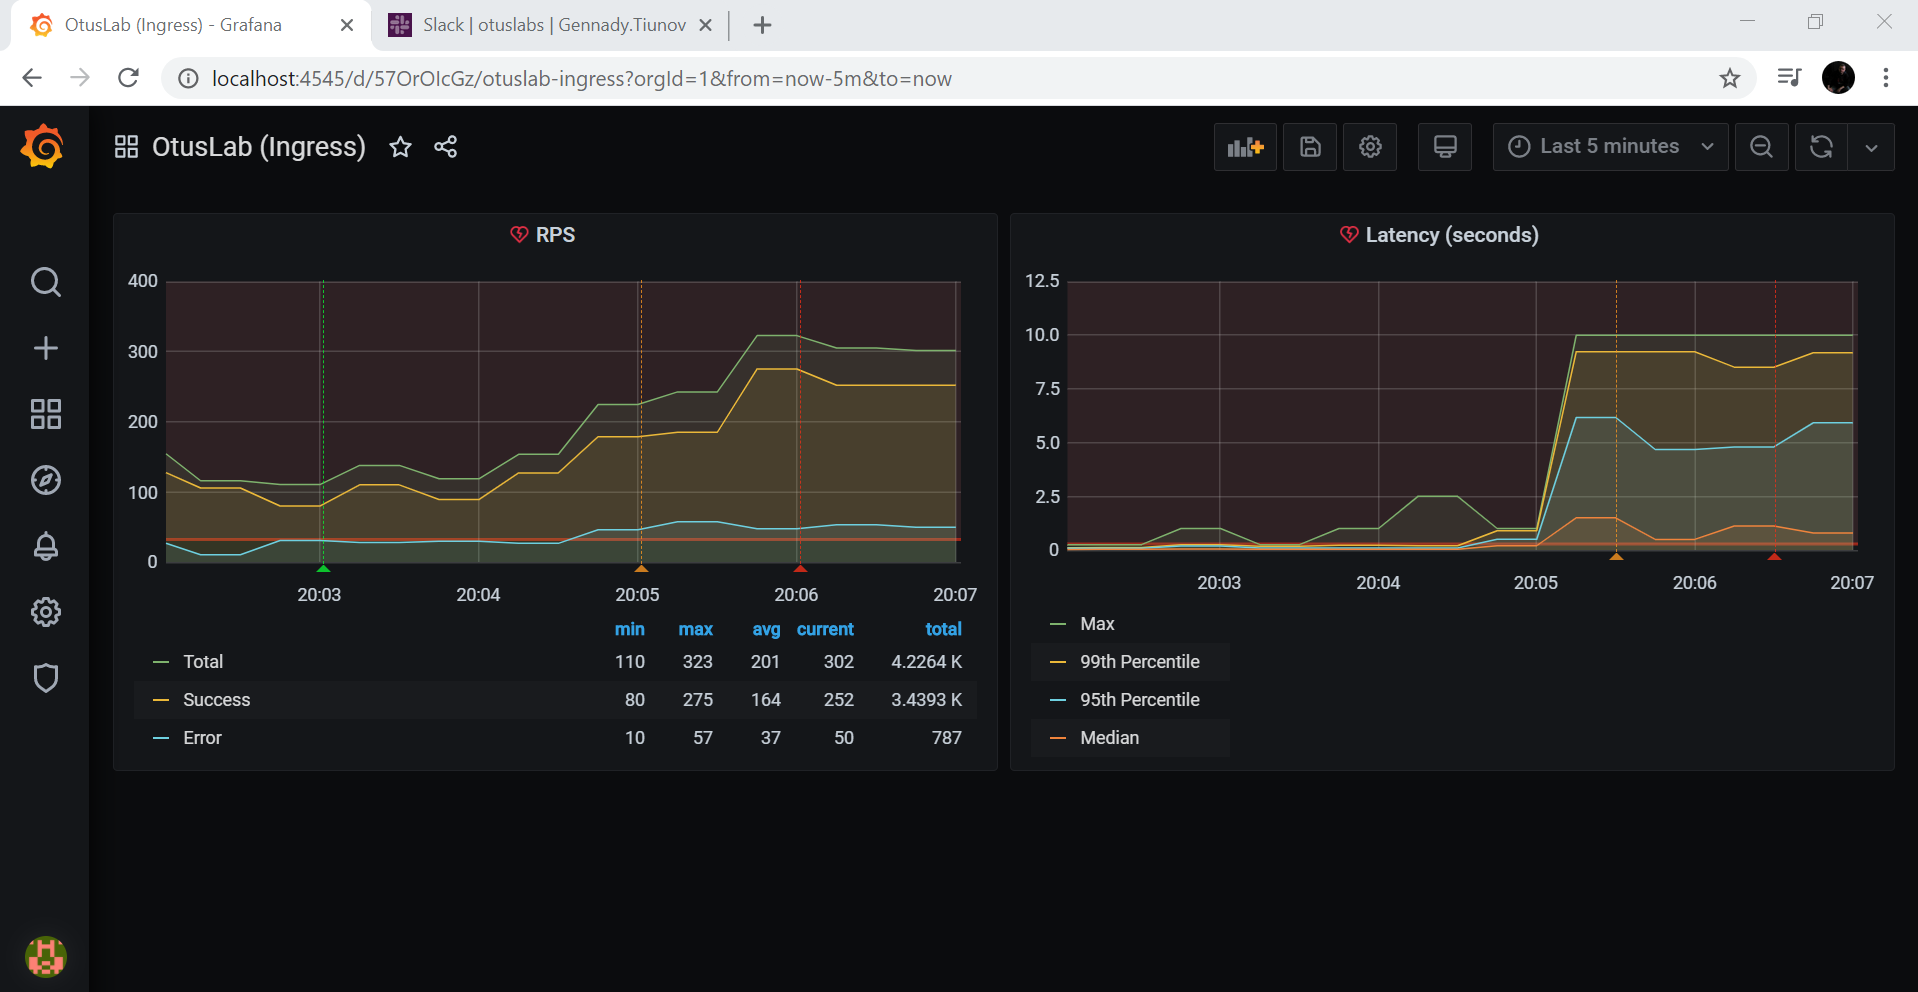 OtusLab (Ingress) - Grafana
Slack | otuslabs | Gennady.Tiunov
localhost:4545/d/57OrOIcGz/otuslab-ingress?orgId=1&from=now-5m&to=now
OtusLab (Ingress)
Last 5 minutes
RPS
400
300
200
100
0
20:03 20:04 20:05 20:06 20:07
min max avg current total
Total 110 323 201 302 4.2264 K
Success 80 275 164 252 3.4393 K
Error 10 57 37 50 787
Latency (seconds)
12.5
10.0
7.5
5.0
2.5
0
20:03 20:04 20:05 20:06 20:07
Max
99th Percentile
95th Percentile
Median